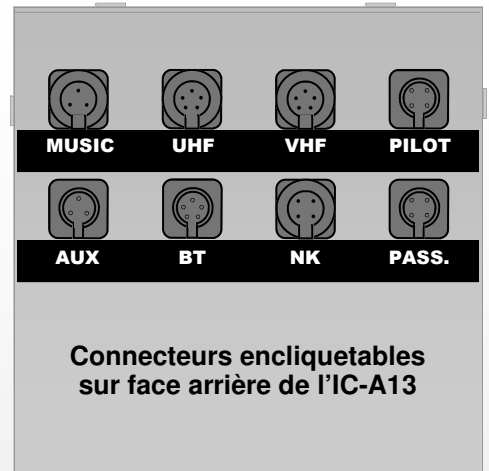 MUSIC UHF VHF PILOT
AUX BT NK PASS.
Connecteurs encliquetables
sur face arrière de l'IC-A13